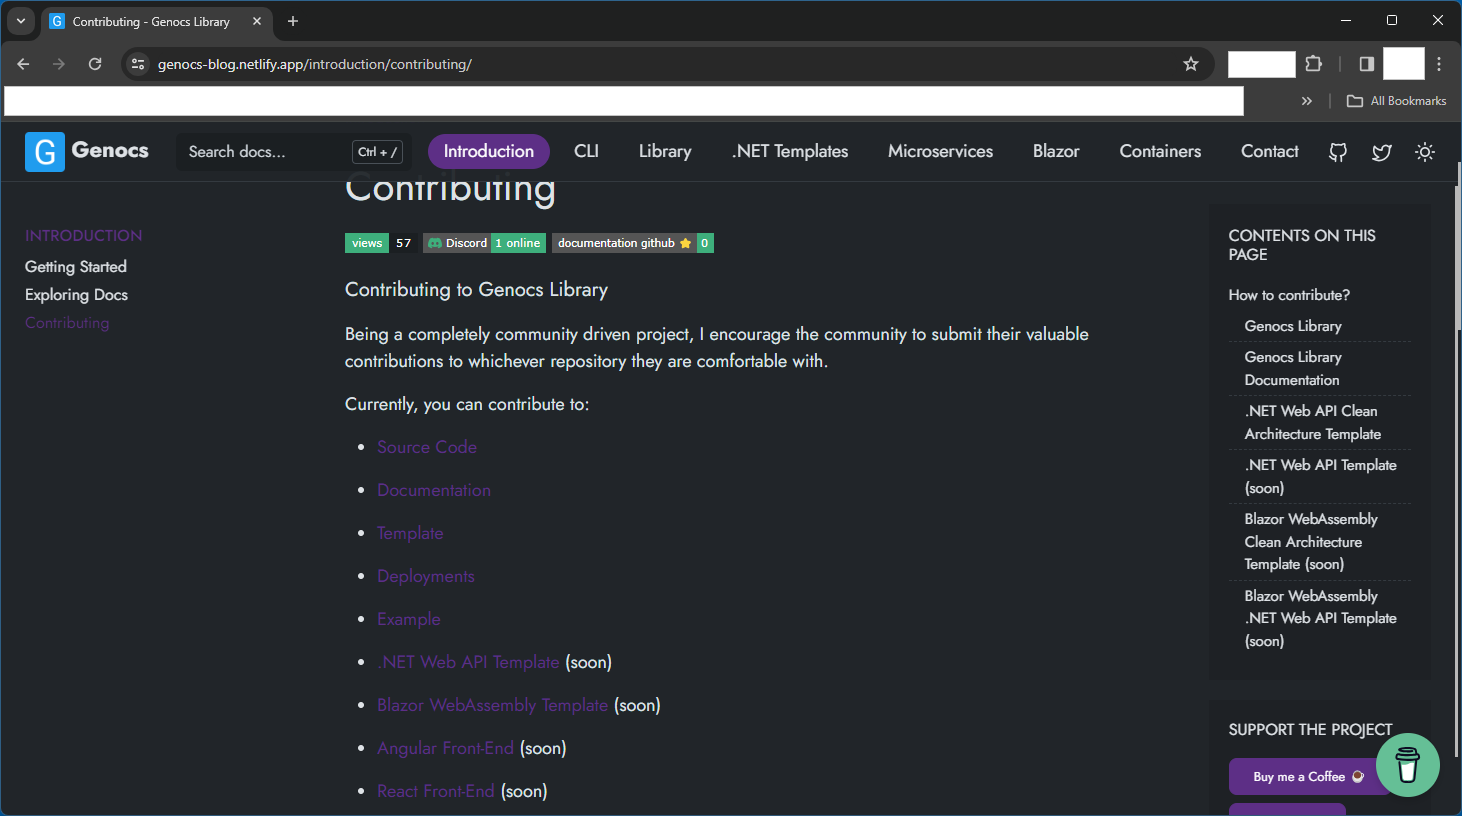 Contributing - Genocs Library
genocs-blog.netlify.app/introduction/contributing/
All Bookmarks
G Genocs
Search docs...
Ctrl + /
Introduction
CLI
Library
.NET Templates
Microservices
Blazor
Containers
Contact
INTRODUCTION
Getting Started
Exploring Docs
Contributing
Contributing
views 57
Discord 1 online
documentation github 0
Contributing to Genocs Library
Being a completely community driven project, I encourage the community to submit their valuable
contributions to whichever repository they are comfortable with.
Currently, you can contribute to:
Source Code
Documentation
Template
Deployments
Example
.NET Web API Template (soon)
Blazor WebAssembly Template (soon)
Angular Front-End (soon)
React Front-End (soon)
CONTENTS ON THIS
PAGE
How to contribute?
Genocs Library
Genocs Library
Documentation
.NET Web API Clean
Architecture Template
.NET Web API Template
(soon)
Blazor WebAssembly
Clean Architecture
Template (soon)
Blazor WebAssembly
.NET Web API Template
(soon)
SUPPORT THE PROJECT
Buy me a Coffee